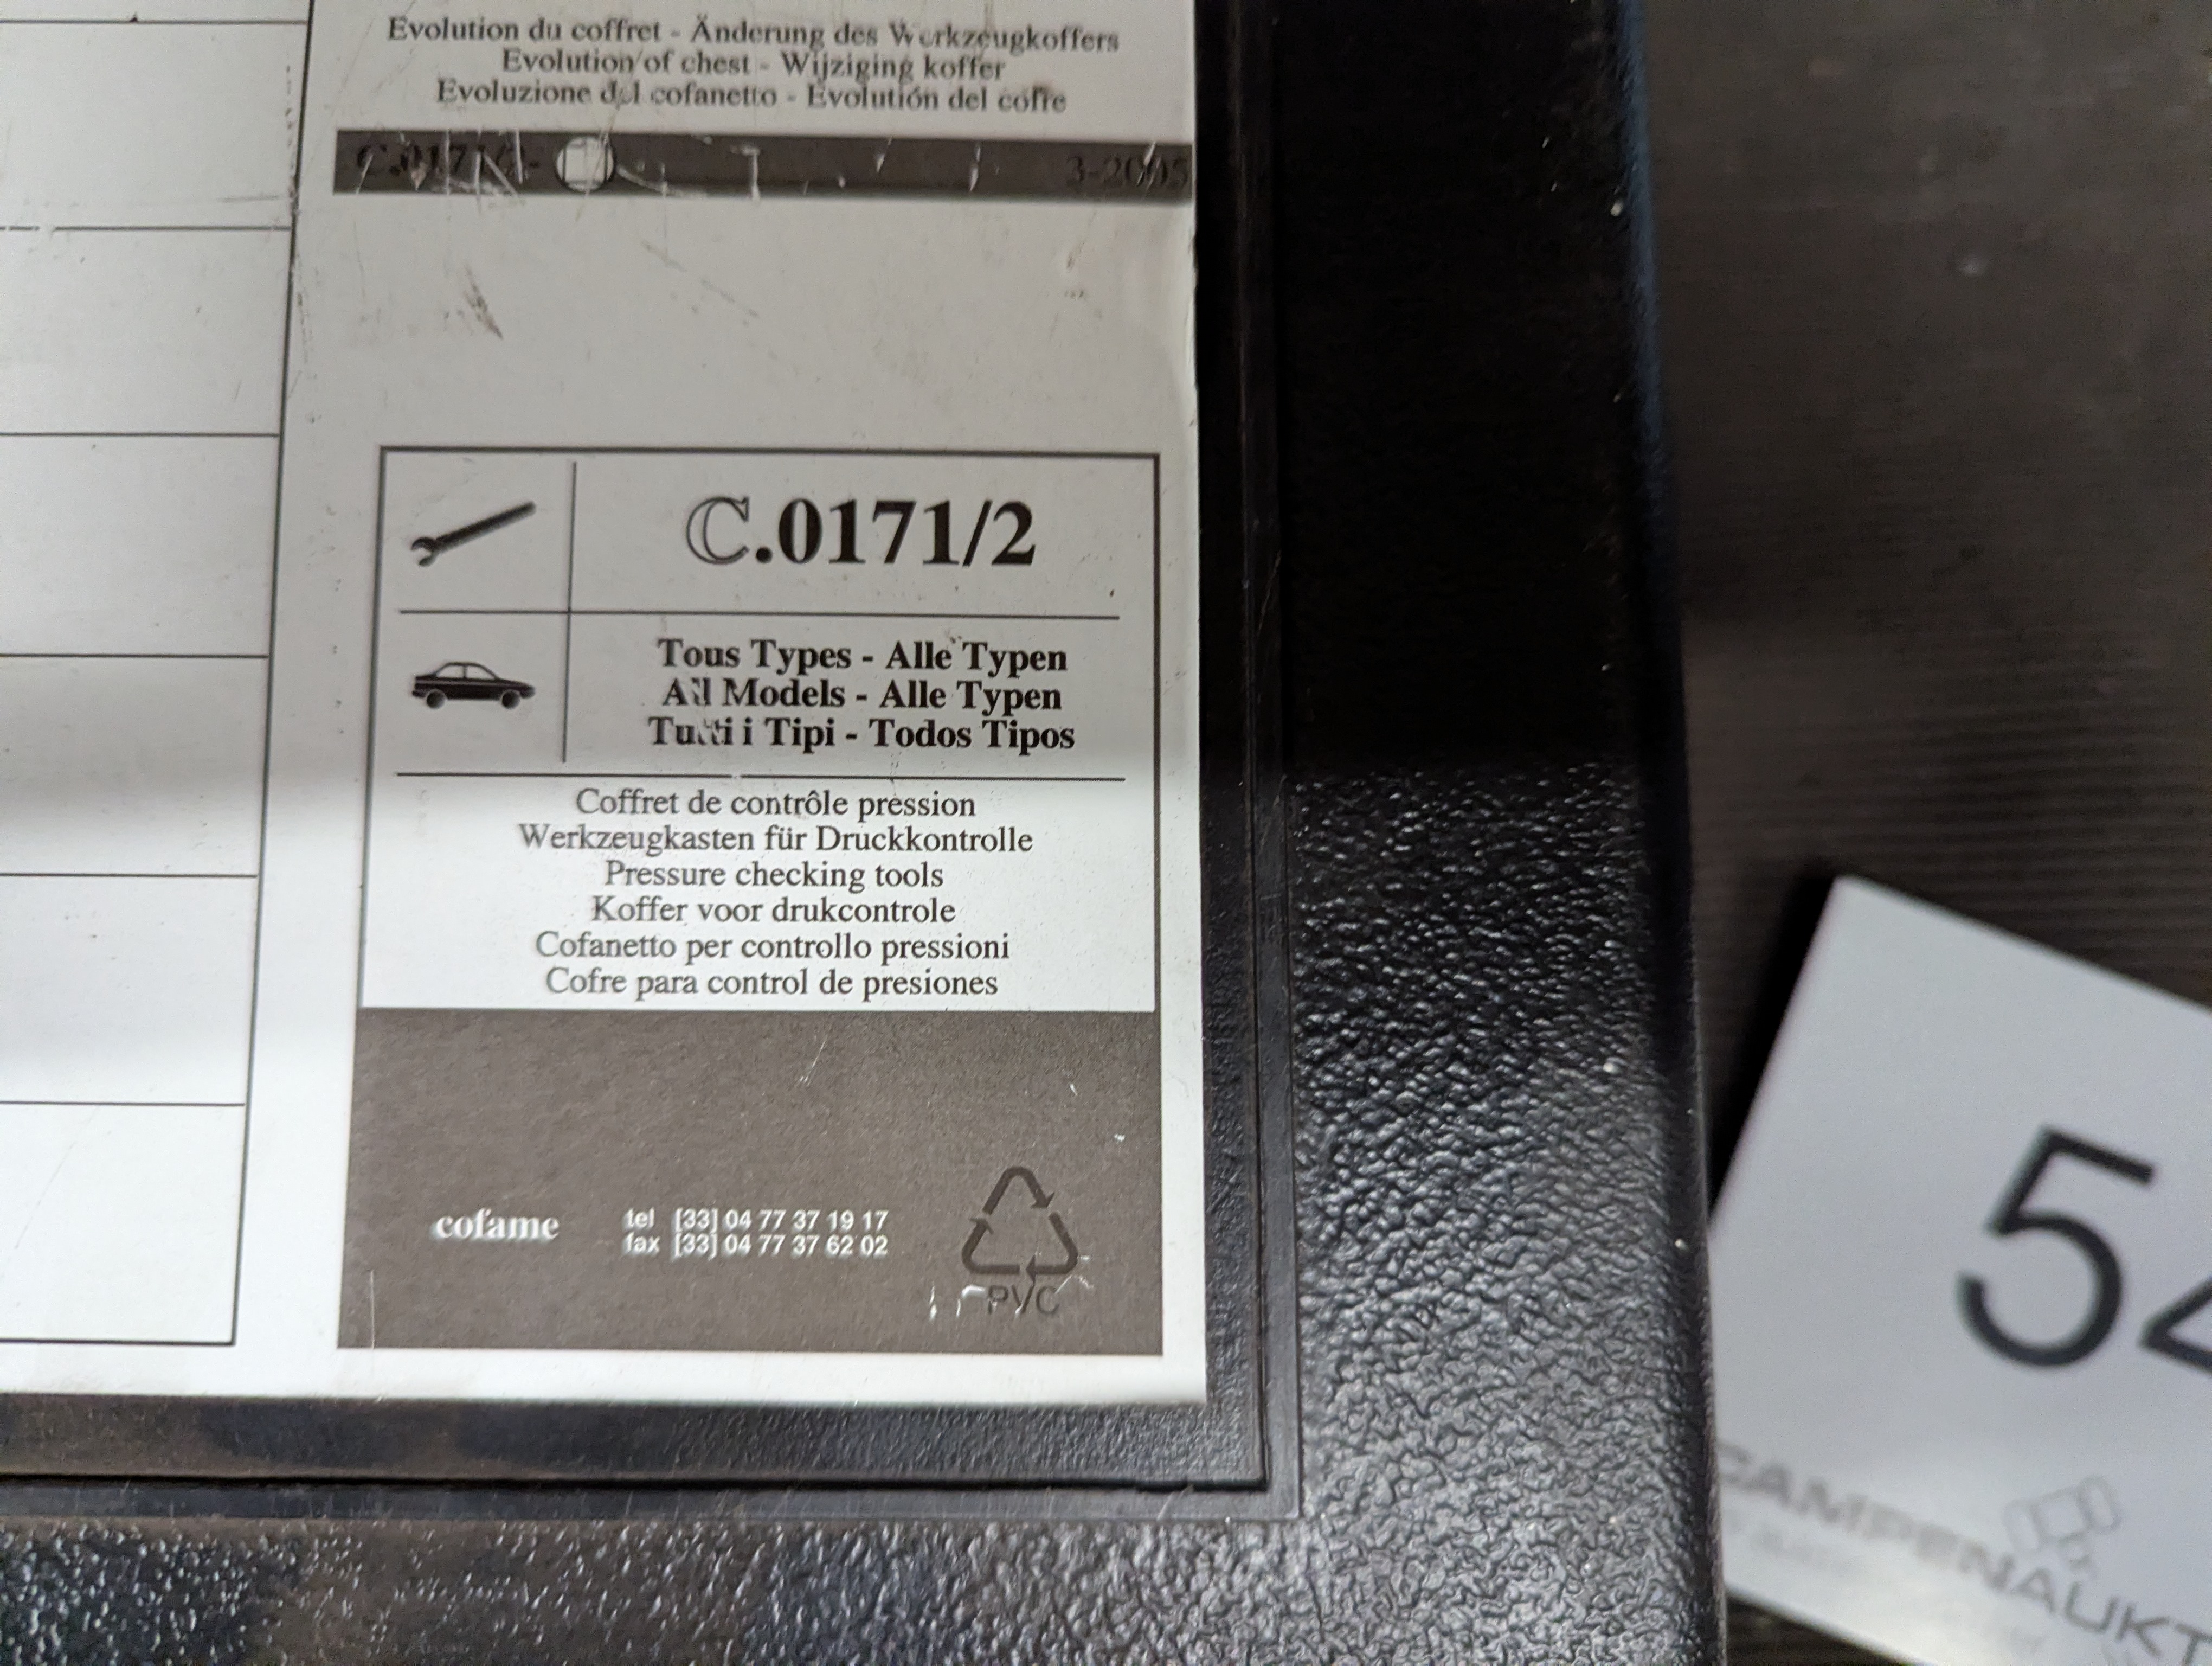 Evolution du coffret - Änderung des Werkzeugkoffers
Evolution of chest - Wijziging koffer
Evoluzione del cofanetto - Evolución del cofre
3-2005
C.0171/2
Tous Types - Alle Typen
All Models - Alle Typen
Tutti i Tipi - Todos Tipos
Coffret de contrôle pression
Werkzeugkasten für Druckkontrolle
Pressure checking tools
Koffer voor drukcontrole
Cofanetto per controllo pressioni
Cofre para control de presiones
cofame
tel [33] 04 77 37 19 17
fax [33] 04 77 37 62 02
PVC
5
CAMPENAUKT